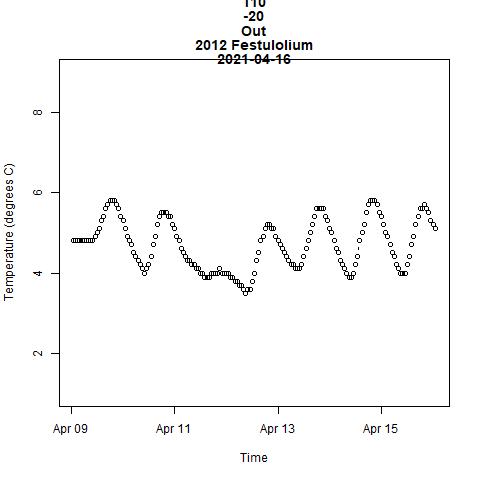 110
-20
Out
2012 Festulolium
2021-04-16
8
6
4
2
Temperature (degrees C)
Apr 09
Apr 11
Apr 13
Apr 15
Time